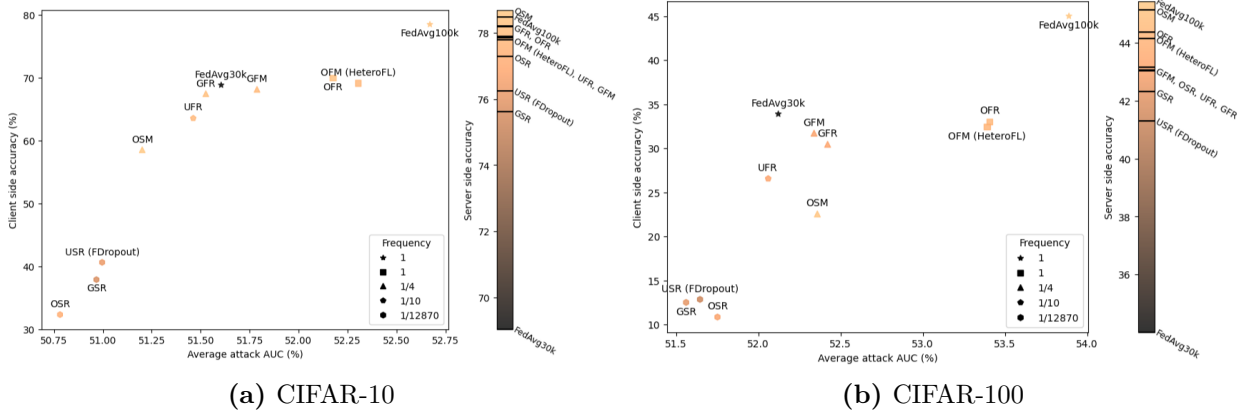 80
70
60
50
40
30
Client side accuracy (%)
50.75
51.00
51.25
51.50
51.75
52.00
52.25
52.50
52.75
Average attack AUC (%)
FedAvg100k
OFM (HeteroFL)
OFR
FedAvg30k
GFR
GFM
UFR
OSM
USR (FDropout)
GSR
OSR
Frequency
1
1
1/4
1/10
1/12870
Server side accuracy
78
76
74
72
70
OSM
FedAvg100k
GFR, OFR
OFM (HeteroFL), UFR, GFM
OSR
USR (FDropout)
GSR
FedAvg30k
(a) CIFAR-10
45
40
35
30
25
20
15
10
Client side accuracy (%)
51.5
52.0
52.5
53.0
53.5
54.0
Average attack AUC (%)
FedAvg100k
FedAvg30k
OFR
OFM (HeteroFL)
GFM
GFR
UFR
OSM
USR (FDropout)
GSR
OSR
Frequency
1
1
1/4
1/10
1/12870
Server side accuracy
44
42
40
38
36
FedAvg100k
OSM
OFR
OFM (HeteroFL)
GFM, OSR, UFR, GFR
GSR
USR (FDropout)
FedAvg30k
(b) CIFAR-100